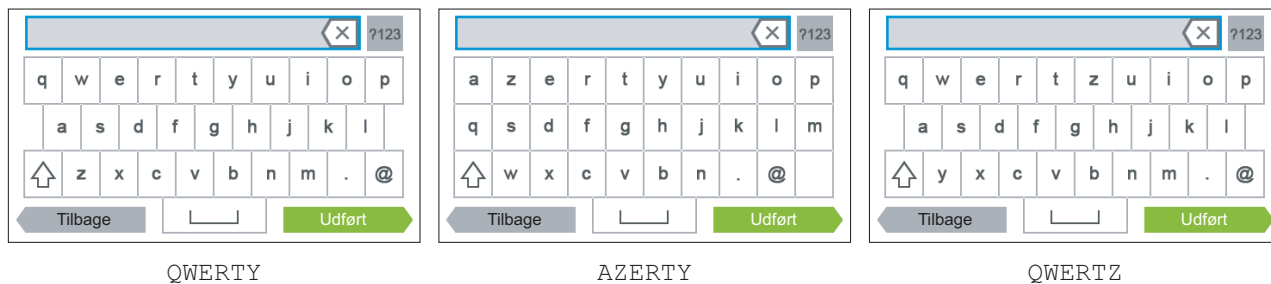 ?123
q w e r t y u i o p
a s d f g h j k l
z x c v b n m . @
Tilbage Udført
QWERTY
?123
a z e r t y u i o p
q s d f g h j k l m
w x c v b n . @
Tilbage Udført
AZERTY
?123
q w e r t z u i o p
a s d f g h j k l
y x c v b n m . @
Tilbage Udført
QWERTZ